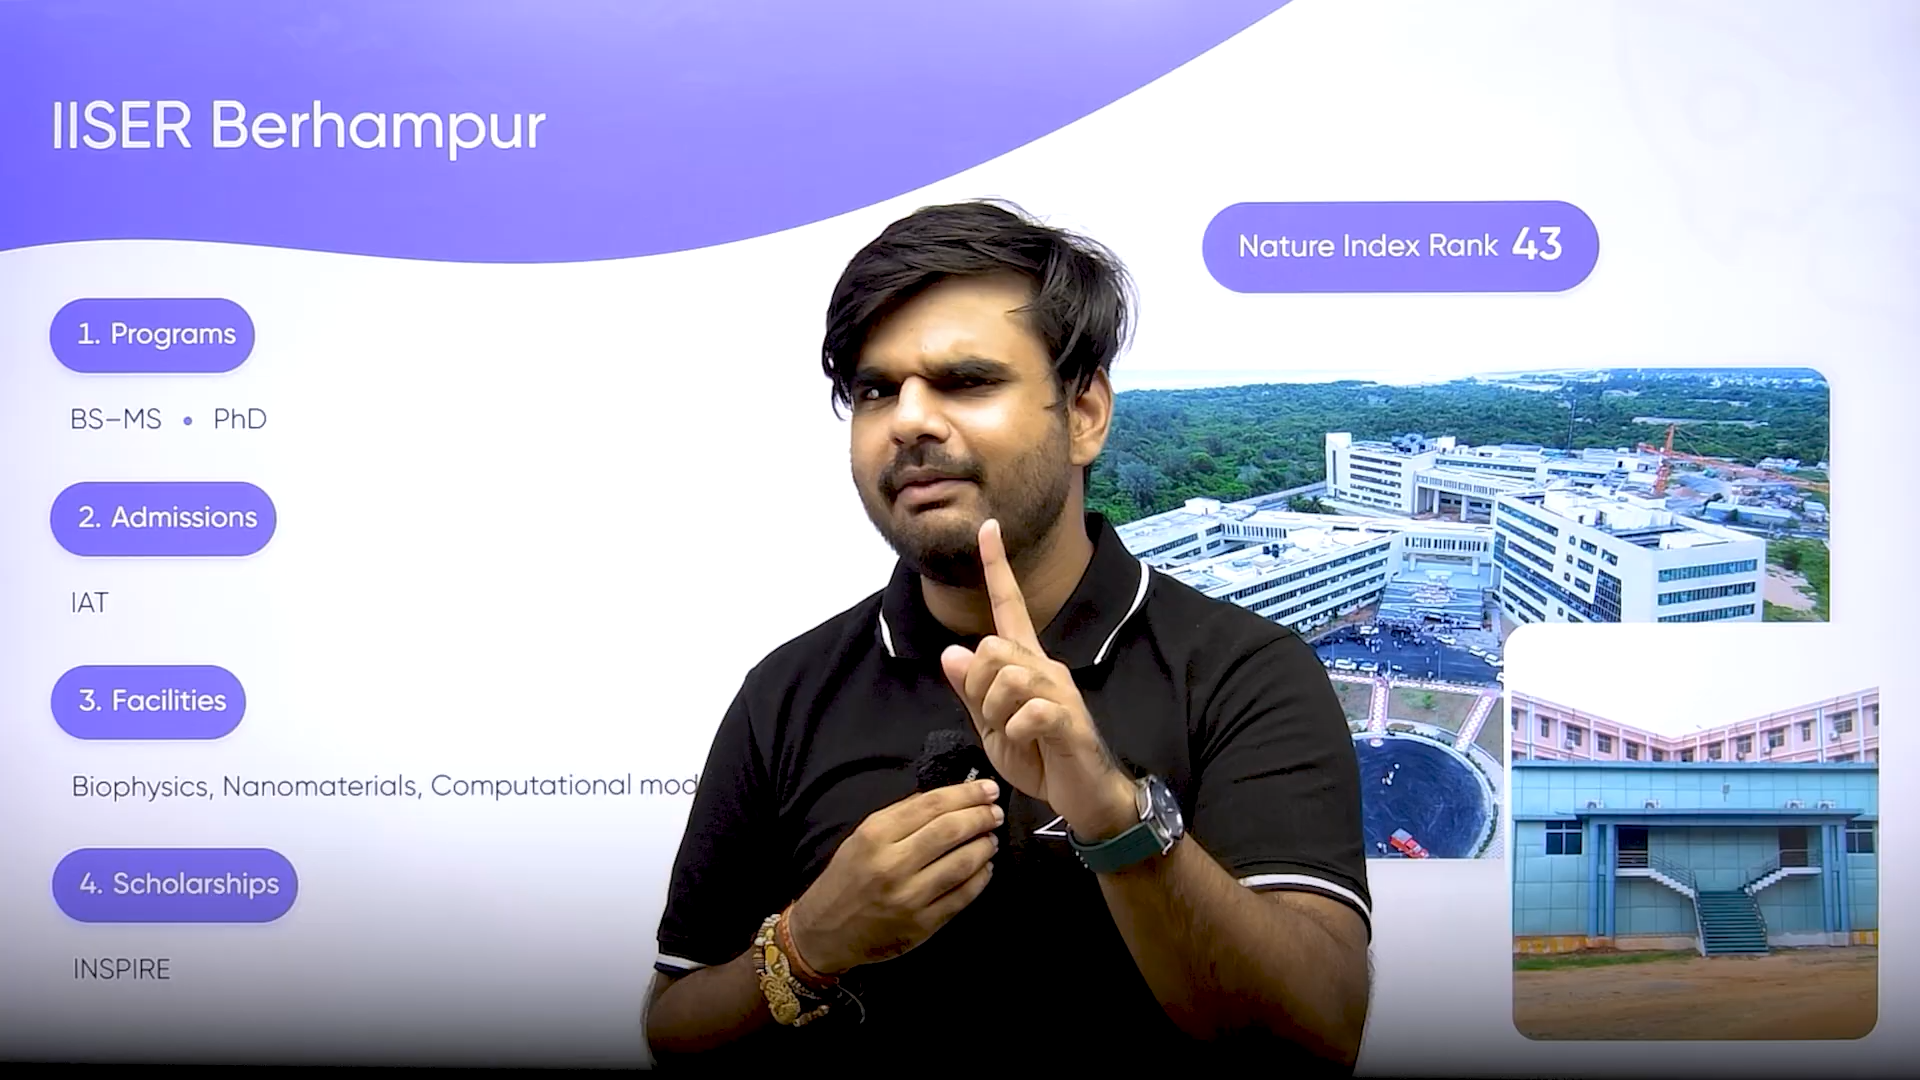 IISER Berhampur
Nature Index Rank 43
1. Programs
BS–MS • PhD
2. Admissions
IAT
3. Facilities
Biophysics, Nanomaterials, Computational mod
4. Scholarships
INSPIRE